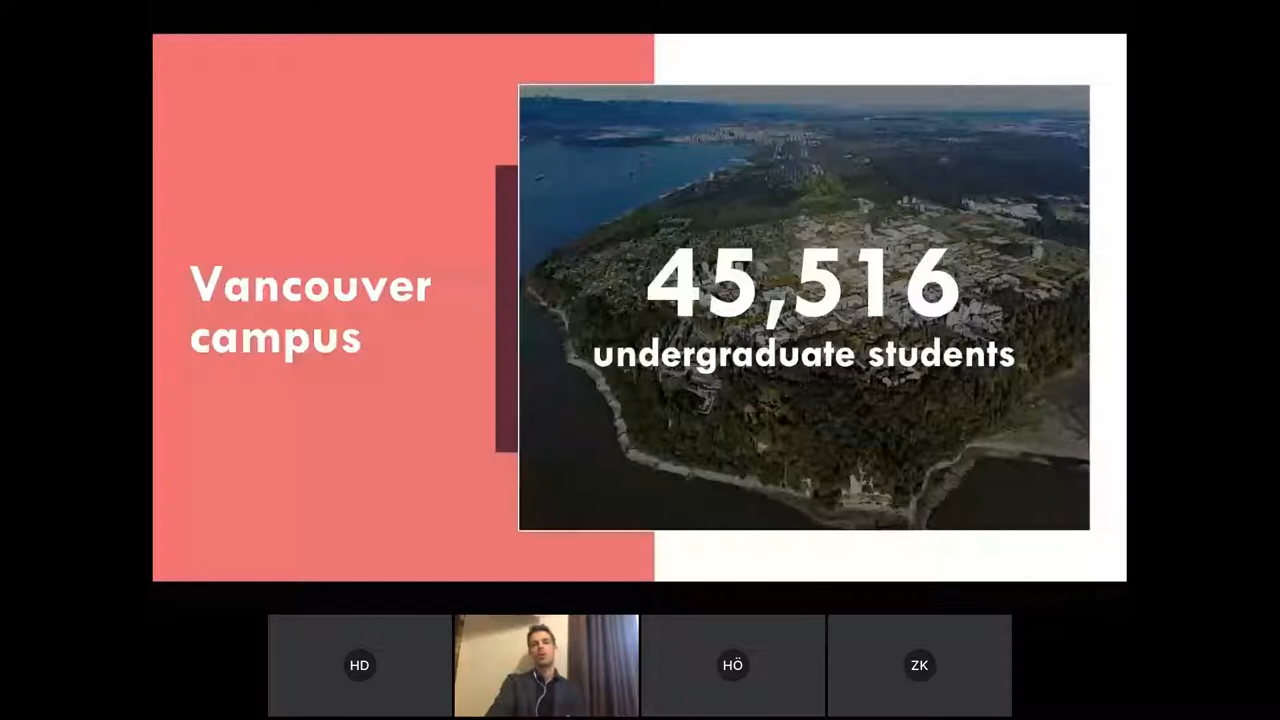 Vancouver
campus
45,516
undergraduate students
HD
HÖ
ZK